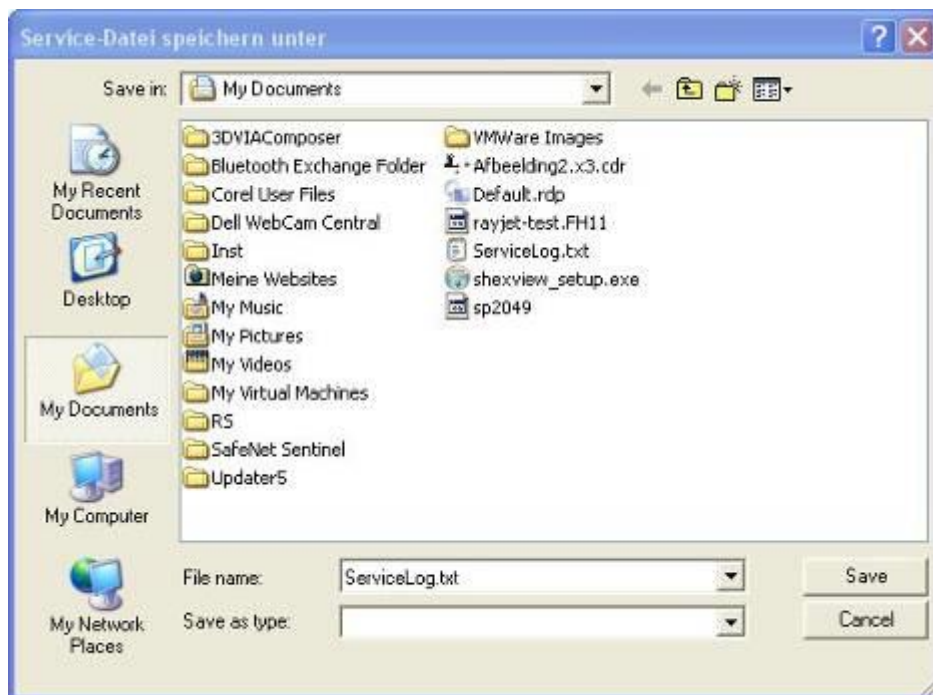 Service-Datei speichern unter
Save in:
My Documents
My Recent
Documents
Desktop
My Documents
My Computer
My Network
Places
3DVIAComposer
Bluetooth Exchange Folder
Corel User Files
Dell WebCam Central
Inst
Meine Websites
My Music
My Pictures
My Videos
My Virtual Machines
RS
SafeNet Sentinel
Updater5
VMWare Images
Afbeelding2.x3.cdr
Default.rdp
rayjet-test.FH11
ServiceLog.txt
shexview_setup.exe
sp2049
File name:
ServiceLog.txt
Save
Save as type:
Cancel